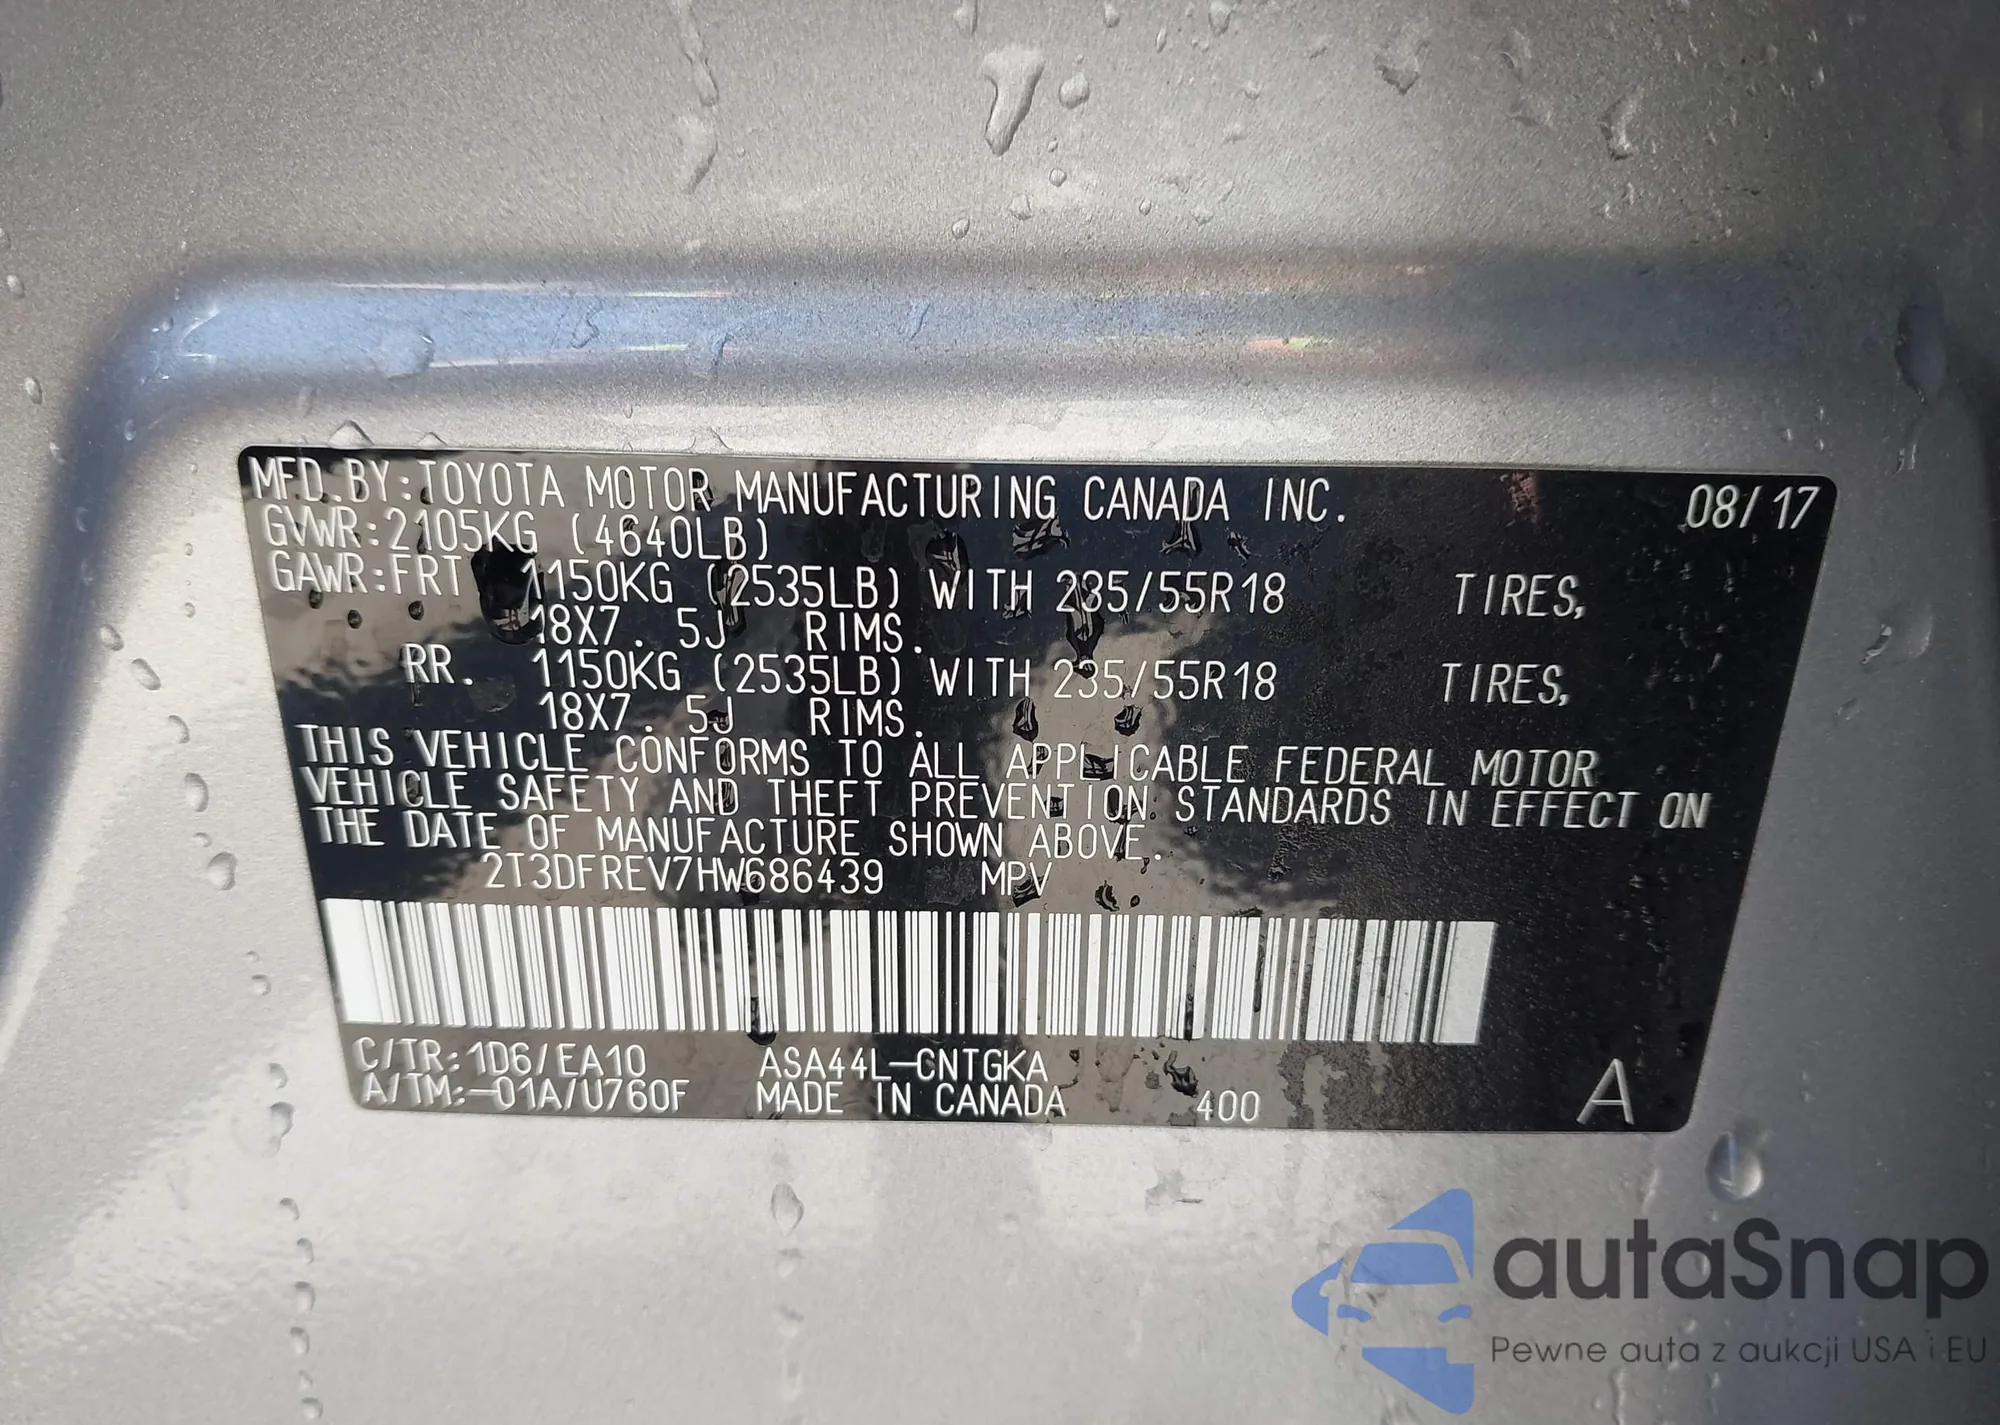 MFD.BY:TOYOTA MOTOR MANUFACTURING CANADA INC. 08/17
GVWR:2105KG (4640LB)
GAWR:FRT 1150KG (2535LB) WITH 235/55R18 TIRES,
18X7.5J RIMS.
RR. 1150KG (2535LB) WITH 235/55R18 TIRES,
18X7.5J RIMS.
THIS VEHICLE CONFORMS TO ALL APPLICABLE FEDERAL MOTOR
VEHICLE SAFETY AND THEFT PREVENTION STANDARDS IN EFFECT ON
THE DATE OF MANUFACTURE SHOWN ABOVE.
2T3DFREV7HW686439 MPV
C/TR:1D6/EA10 ASA44L-CNTGKA
A/TM:-01A/U760F MADE IN CANADA 400 A
autaSnap
Pewne auta z aukcji USA i EU